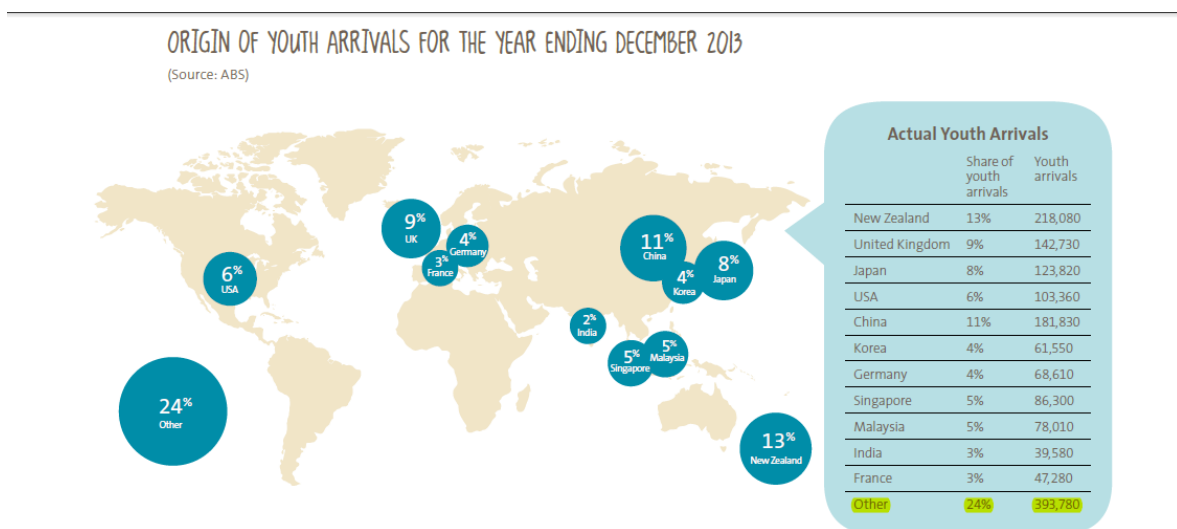 ORIGIN OF YOUTH ARRIVALS FOR THE YEAR ENDING DECEMBER 2013
(Source: ABS)
9%
UK
4%
Germany
3%
France
6%
USA
11%
China
8%
Japan
4%
Korea
2%
India
5%
Singapore
5%
Malaysia
24%
Other
13%
New Zealand
Actual Youth Arrivals
Share of youth arrivals Youth arrivals
New Zealand 13% 218,080
United Kingdom 9% 142,730
Japan 8% 123,820
USA 6% 103,360
China 11% 181,830
Korea 4% 61,550
Germany 4% 68,610
Singapore 5% 86,300
Malaysia 5% 78,010
India 3% 39,580
France 3% 47,280
Other 24% 393,780